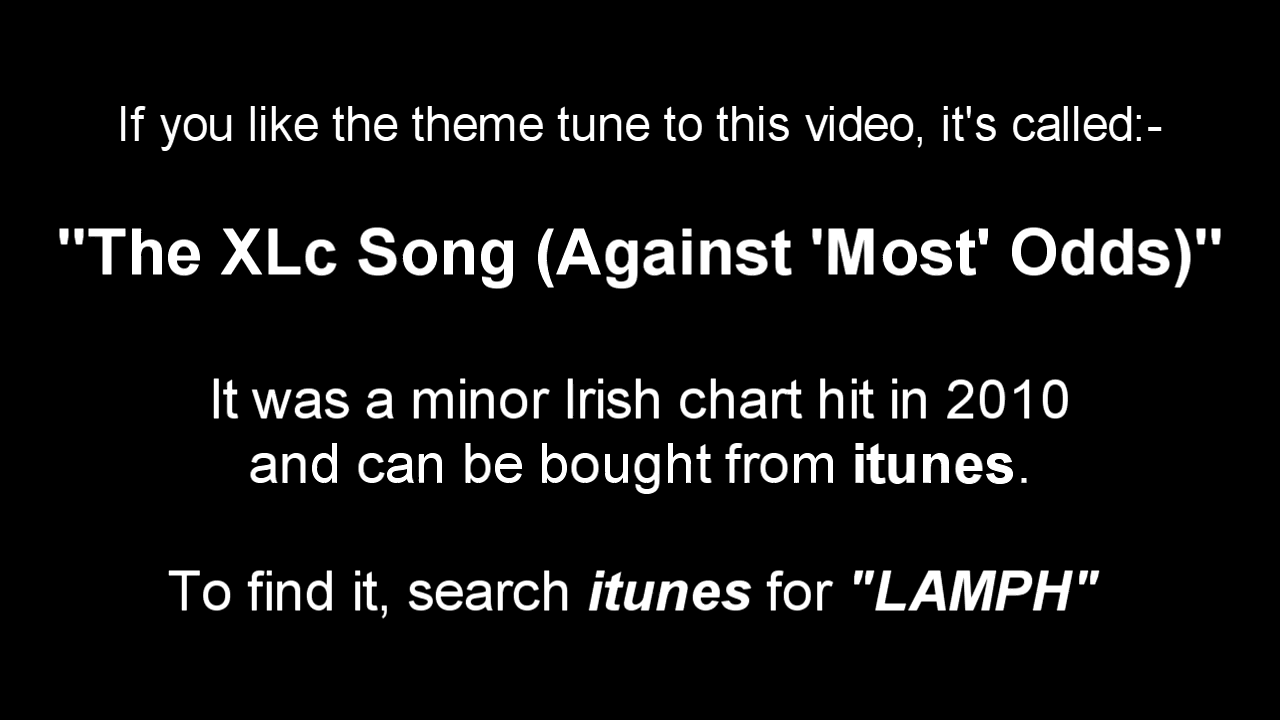 If you like the theme tune to this video, it's called:-
"The XLc Song (Against 'Most' Odds)"
It was a minor Irish chart hit in 2010
and can be bought from itunes.
To find it, search itunes for "LAMPH"